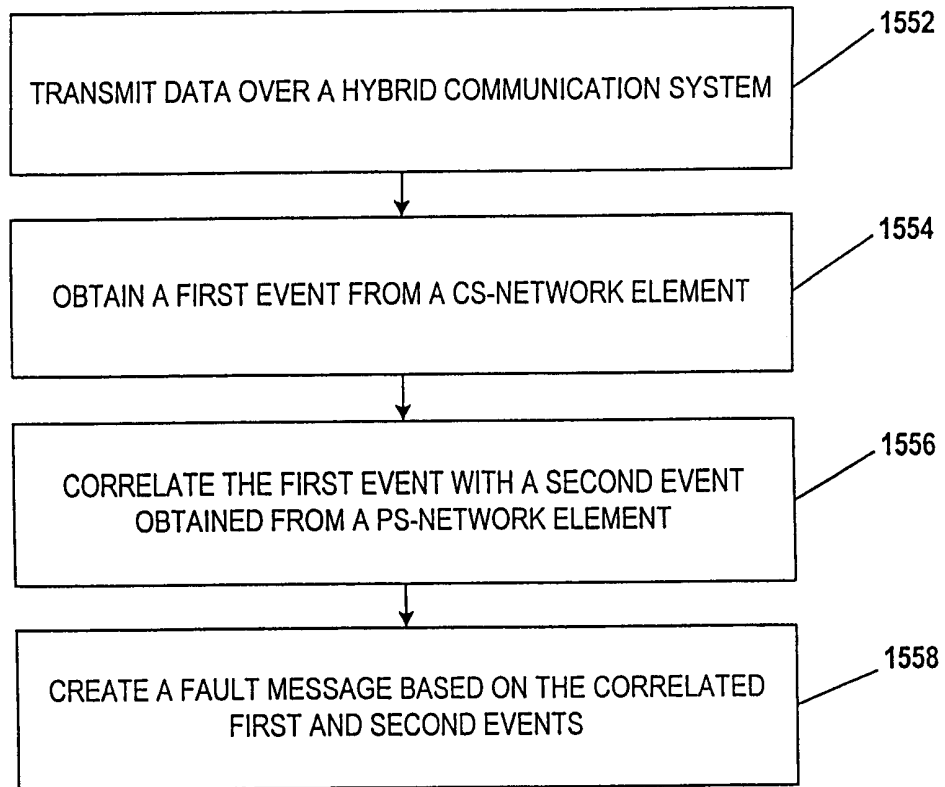 1552
TRANSMIT DATA OVER A HYBRID COMMUNICATION SYSTEM
1554
OBTAIN A FIRST EVENT FROM A CS-NETWORK ELEMENT
1556
CORRELATE THE FIRST EVENT WITH A SECOND EVENT
OBTAINED FROM A PS-NETWORK ELEMENT
1558
CREATE A FAULT MESSAGE BASED ON THE CORRELATED
FIRST AND SECOND EVENTS